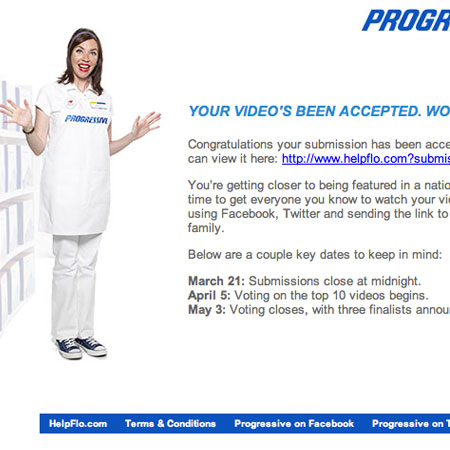 PROGR
PROGRESSIVE
YOUR VIDEO'S BEEN ACCEPTED. WO
Congratulations your submission has been acce
can view it here: http://www.helpflo.com?submis
You're getting closer to being featured in a natio
time to get everyone you know to watch your vi
using Facebook, Twitter and sending the link to
family.
Below are a couple key dates to keep in mind:
March 21: Submissions close at midnight.
April 5: Voting on the top 10 videos begins.
May 3: Voting closes, with three finalists annou
HelpFlo.com Terms & Conditions Progressive on Facebook Progressive on T